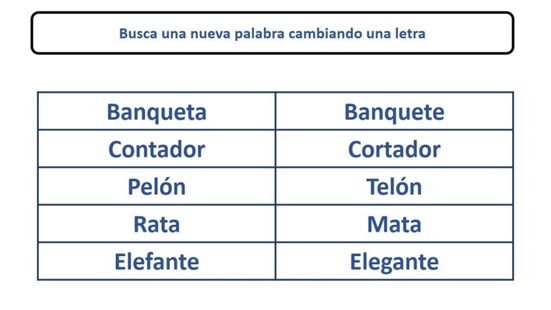 Busca una nueva palabra cambiando una letra
Banqueta Banquete
Contador Cortador
Pelón Telón
Rata Mata
Elefante Elegante